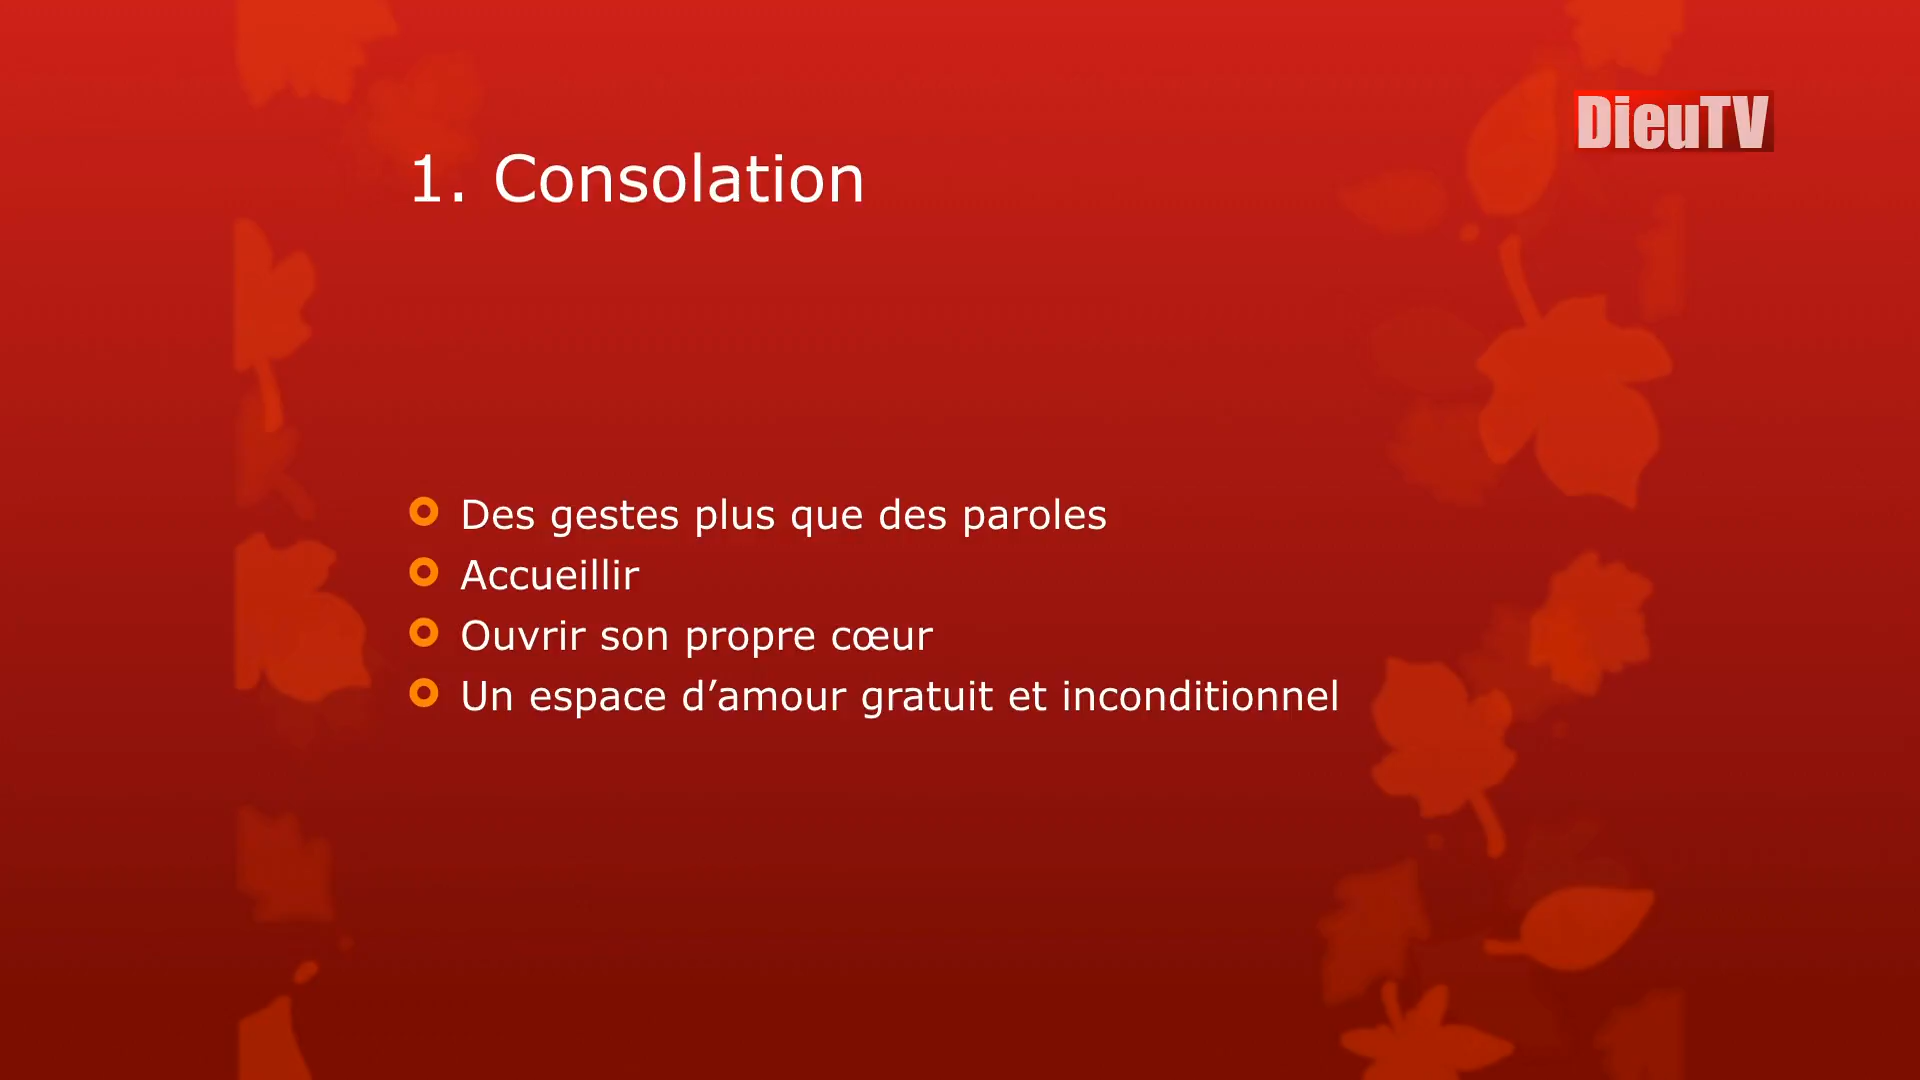 DieuTV
1. Consolation
Des gestes plus que des paroles
Accueillir
Ouvrir son propre cœur
Un espace d’amour gratuit et inconditionnel